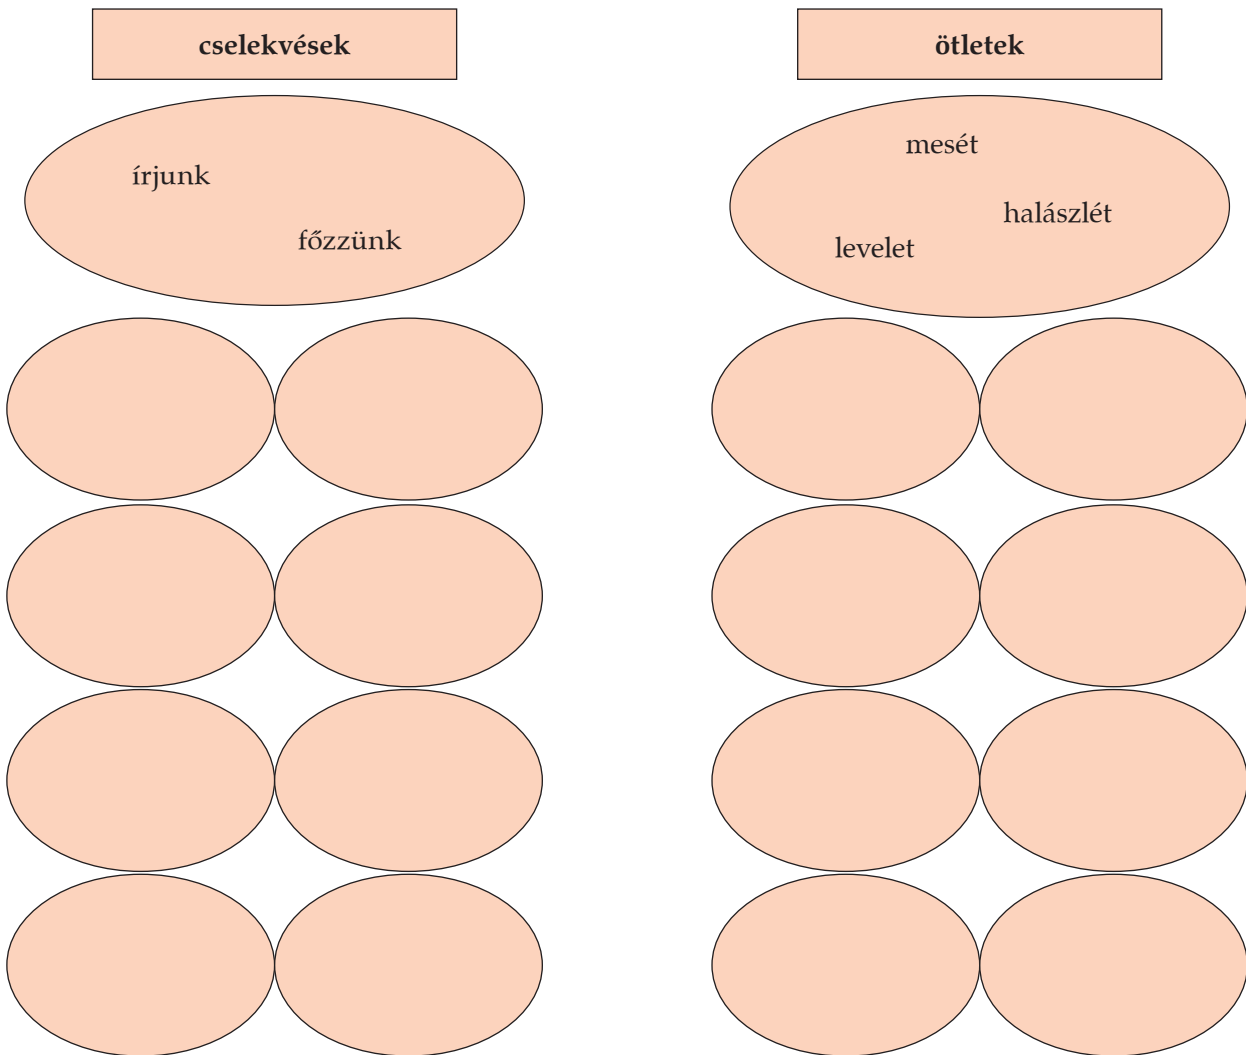 cselekvések
írjunk
főzzünk
ötletek
mesét
halászlét
levelet